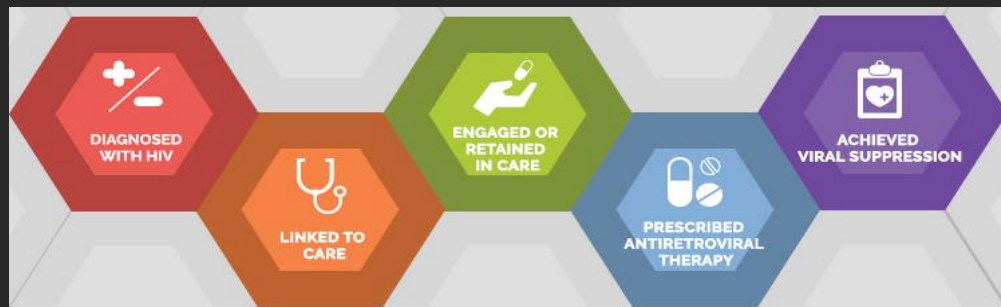 DIAGNOSED
WITH HIV
LINKED TO
CARE
ENGAGED OR
RETAINED
IN CARE
PRESCRIBED
ANTIRETROVIRAL
THERAPY
ACHIEVED
VIRAL SUPPRESSION